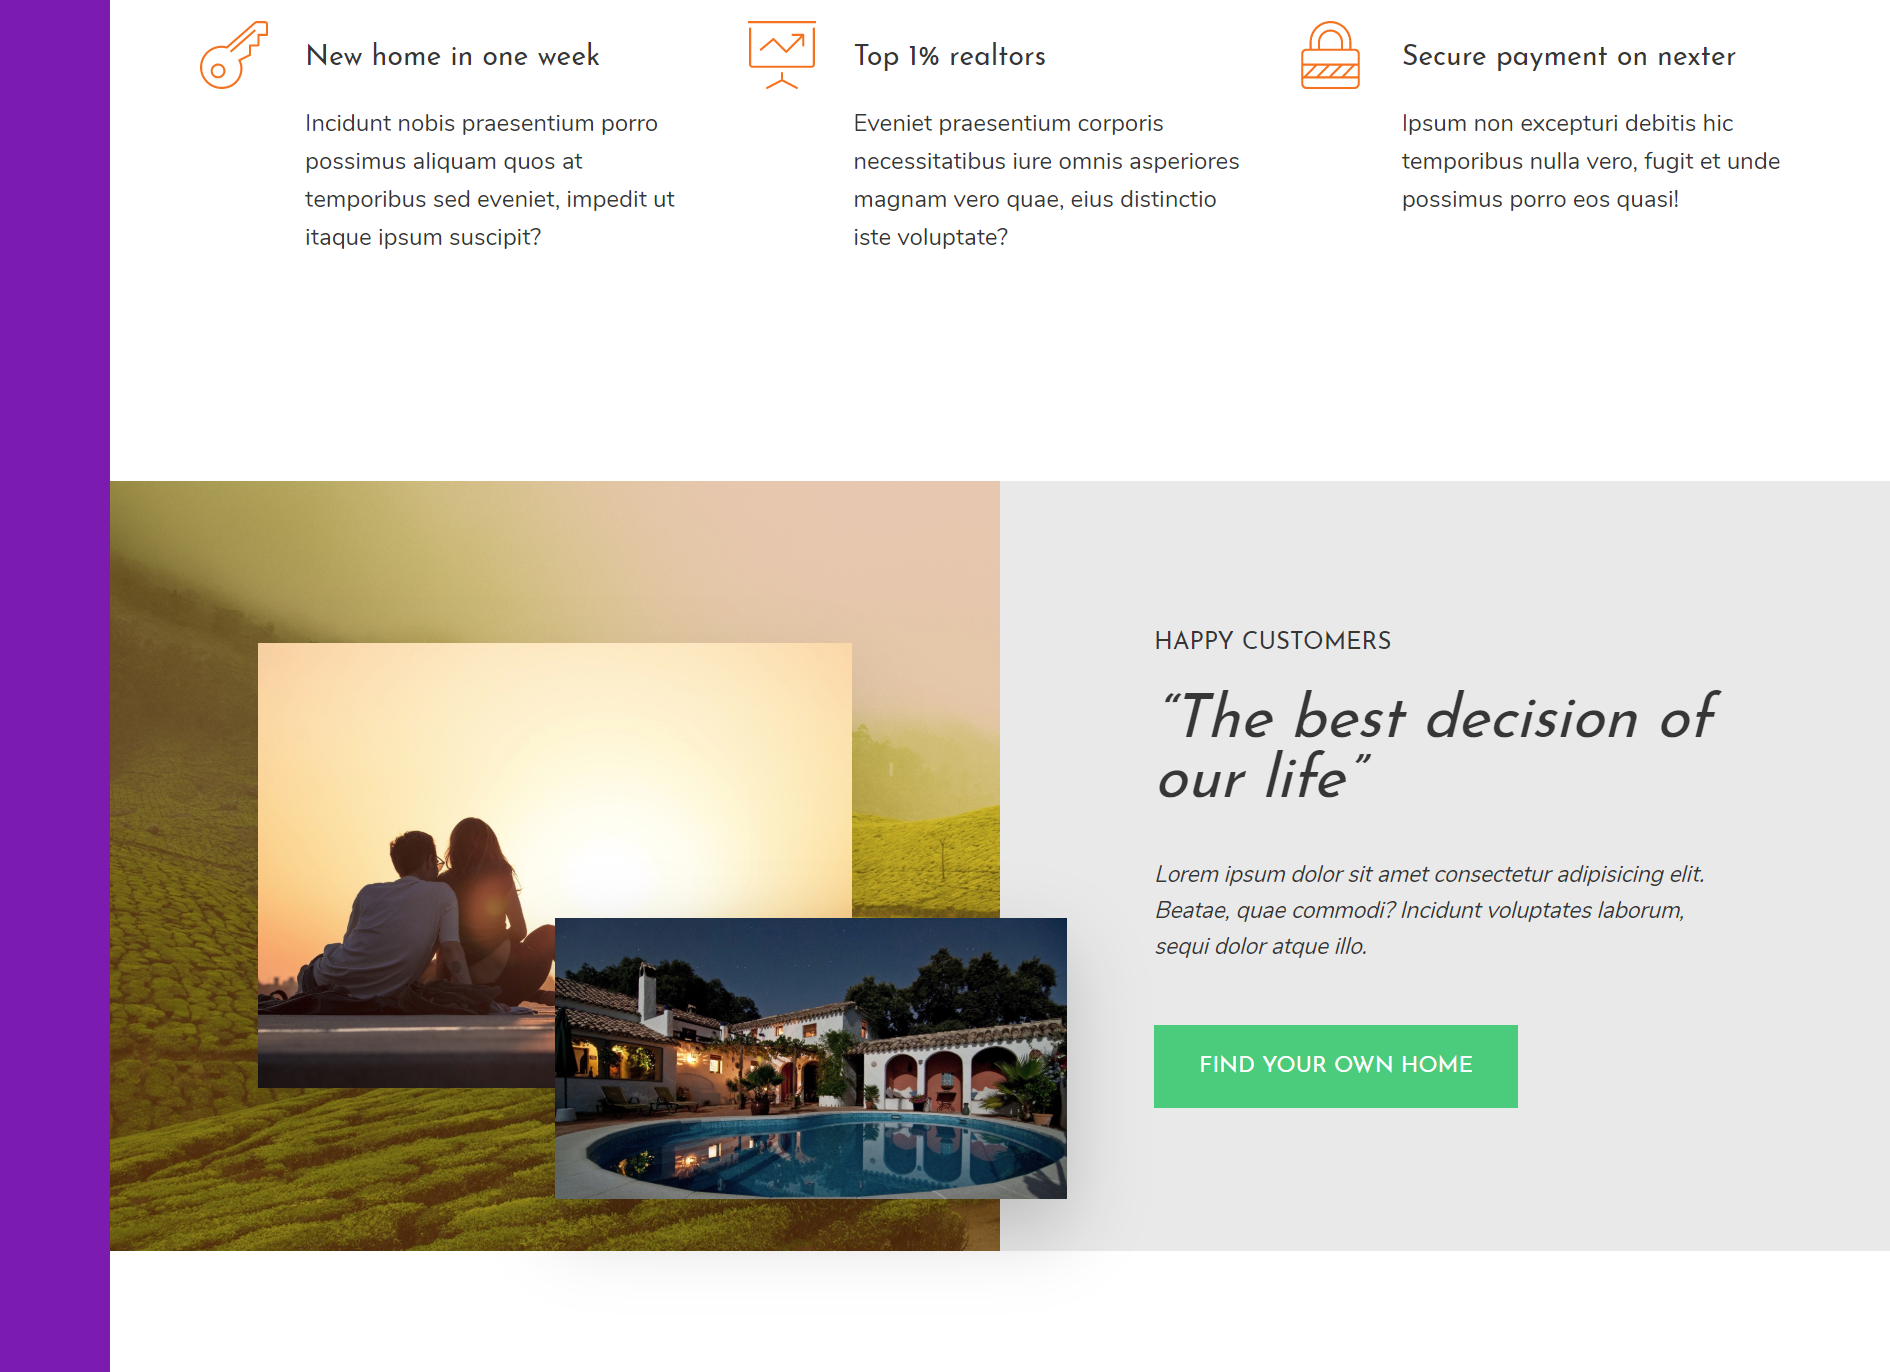 New home in one week
Incidunt nobis praesentium porro
possimus aliquam quos at
temporibus sed eveniet, impedit ut
itaque ipsum suscipit?
Top 1% realtors
Eveniet praesentium corporis
necessitatibus iure omnis asperiores
magnam vero quae, eius distinctio
iste voluptate?
Secure payment on nexter
Ipsum non excepturi debitis hic
temporibus nulla vero, fugit et unde
possimus porro eos quasi!
HAPPY CUSTOMERS
“The best decision of
our life”
Lorem ipsum dolor sit amet consectetur adipisicing elit.
Beatae, quae commodi? Incidunt voluptates laborum,
sequi dolor atque illo.
FIND YOUR OWN HOME